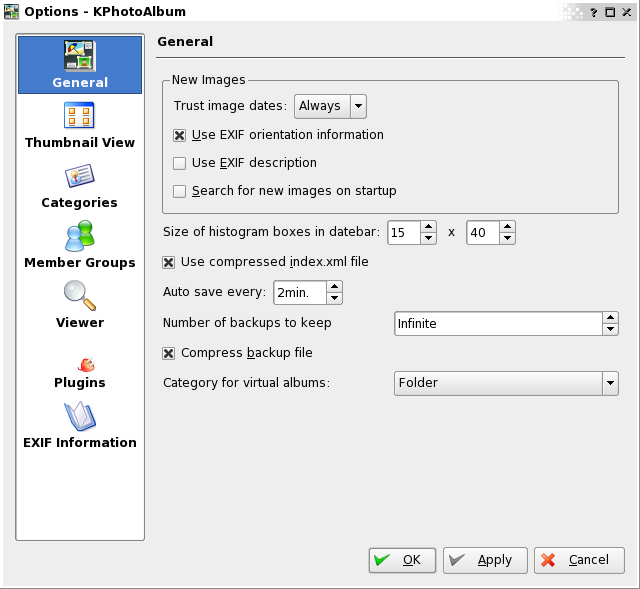 Options - KPhotoAlbum
General
Thumbnail View
Categories
Member Groups
Viewer
Plugins
EXIF Information
General
New Images
Trust image dates: Always
Use EXIF orientation information
Use EXIF description
Search for new images on startup
Size of histogram boxes in datebar: 15 x 40
Use compressed index.xml file
Auto save every: 2min.
Number of backups to keep Infinite
Compress backup file
Category for virtual albums: Folder
OK Apply Cancel